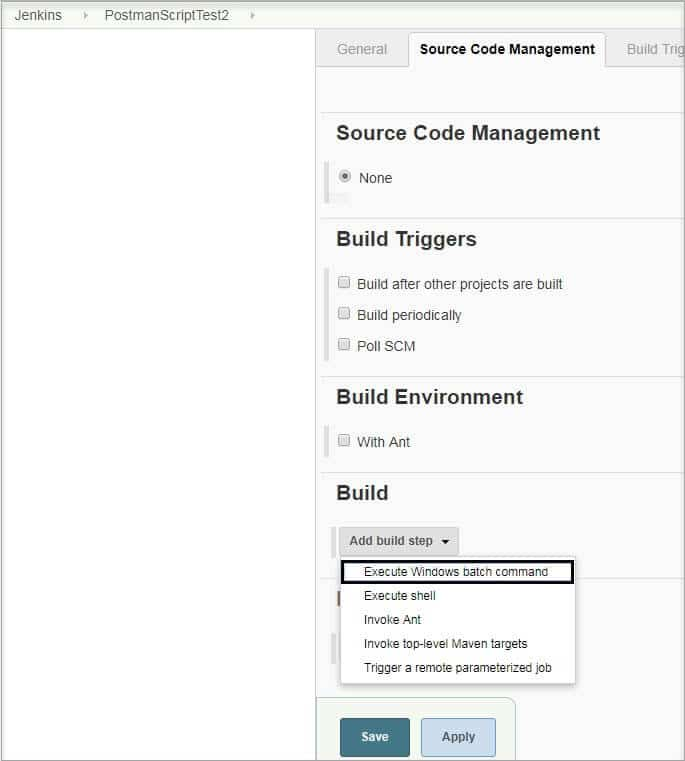 Jenkins PostmanScriptTest2
General Source Code Management Build Trig
Source Code Management
None
Build Triggers
Build after other projects are built
Build periodically
Poll SCM
Build Environment
With Ant
Build
Add build step
Execute Windows batch command
Execute shell
Invoke Ant
Invoke top-level Maven targets
Trigger a remote parameterized job
Save Apply